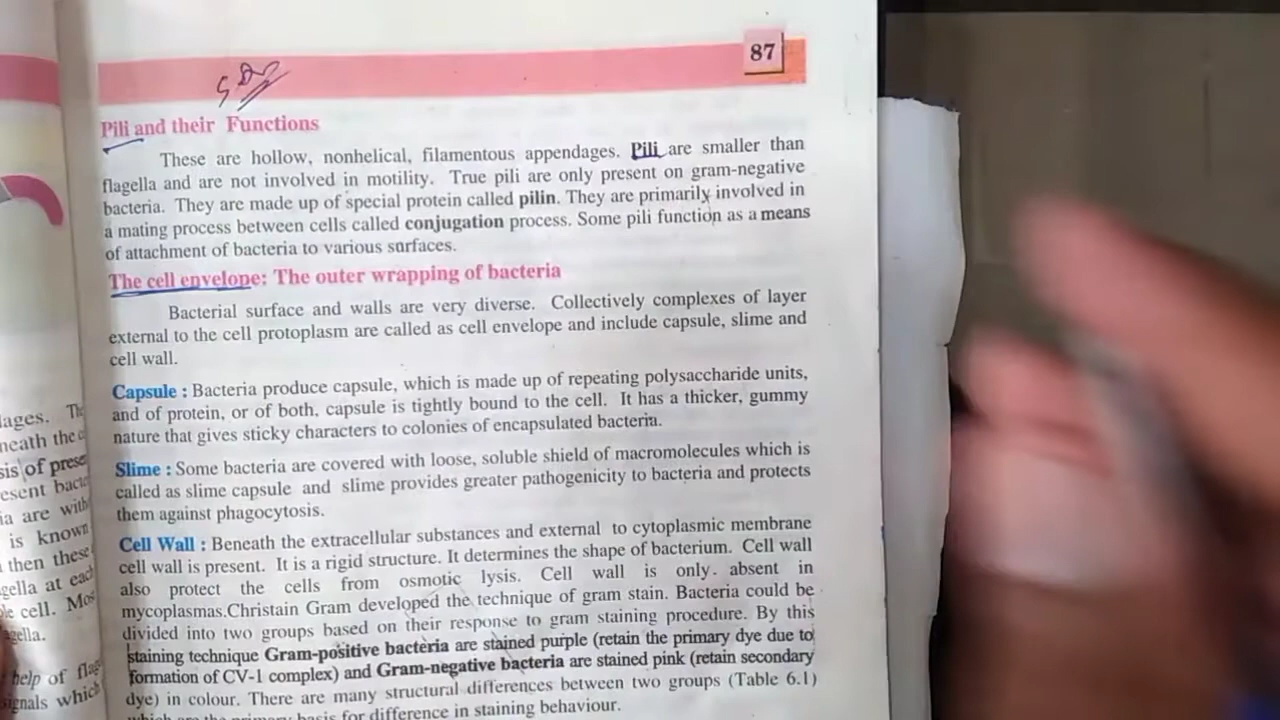 87
Pili and their Functions
These are hollow, nonhelical, filamentous appendages. Pili are smaller than
flagella and are not involved in motility. True pili are only present on gram-negative
bacteria. They are made up of special protein called pilin. They are primarily involved in
a mating process between cells called conjugation process. Some pili function as a means
of attachment of bacteria to various surfaces.
The cell envelope: The outer wrapping of bacteria
Bacterial surface and walls are very diverse. Collectively complexes of layer
external to the cell protoplasm are called as cell envelope and include capsule, slime and
cell wall.
Capsule : Bacteria produce capsule, which is made up of repeating polysaccharide units,
and of protein, or of both, capsule is tightly bound to the cell. It has a thicker, gummy
nature that gives sticky characters to colonies of encapsulated bacteria.
Slime : Some bacteria are covered with loose, soluble shield of macromolecules which is
called as slime capsule and slime provides greater pathogenicity to bacteria and protects
them against phagocytosis.
Cell Wall : Beneath the extracellular substances and external to cytoplasmic membrane
cell wall is present. It is a rigid structure. It determines the shape of bacterium. Cell wall
also protect the cells from osmotic lysis. Cell wall is only absent in
mycoplasmas.Christain Gram developed the technique of gram stain. Bacteria could be
divided into two groups based on their response to gram staining procedure. By this
staining technique Gram-positive bacteria are stained purple (retain the primary dye due to
formation of CV-1 complex) and Gram-negative bacteria are stained pink (retain secondary
dye) in colour. There are many structural differences between two groups (Table 6.1)
which are the primary basis for difference in staining behaviour.